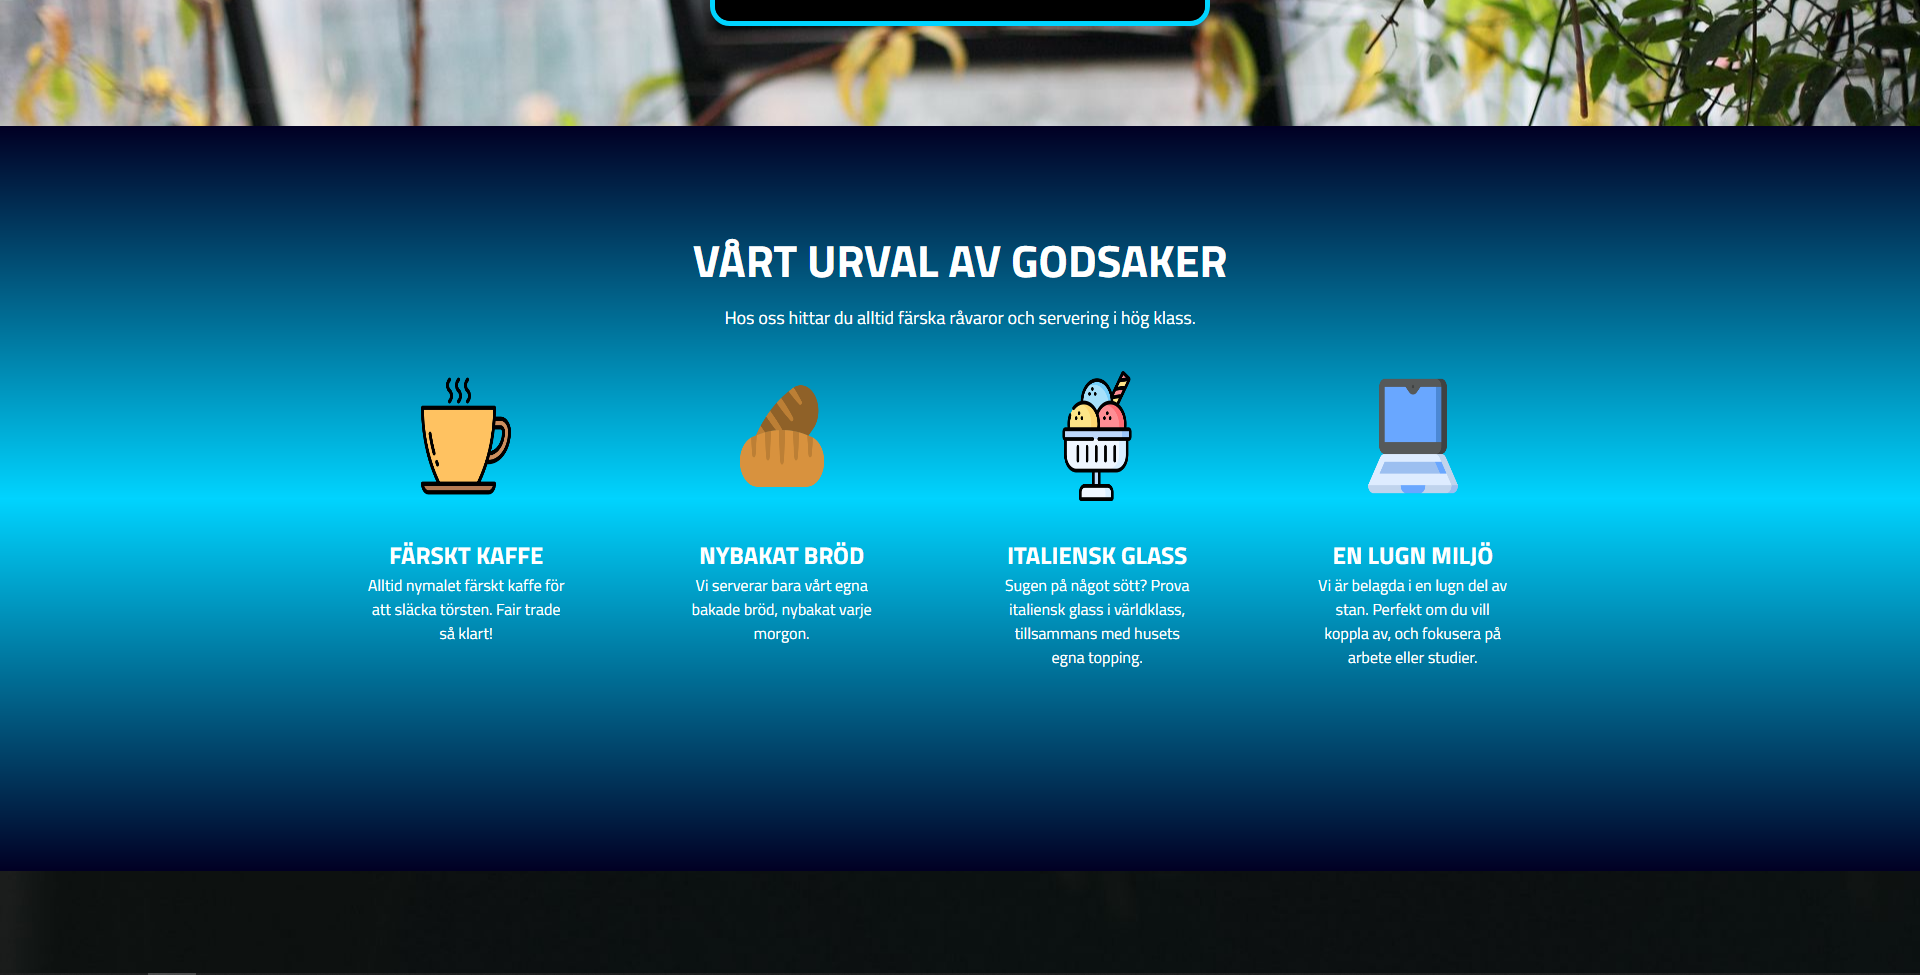 VÅRT URVAL AV GODSAKER
Hos oss hittar du alltid färska råvaror och servering i hög klass.
FÄRSKT KAFFE
Alltid nymalet färskt kaffe för
att släcka törsten. Fair trade
så klart!
NYBAKAT BRÖD
Vi serverar bara vårt egna
bakade bröd, nybakat varje
morgon.
ITALIENSK GLASS
Sugen på något sött? Prova
italiensk glass i världklass,
tillsammans med husets
egna topping.
EN LUGN MILJÖ
Vi är belagda i en lugn del av
stan. Perfekt om du vill
koppla av, och fokusera på
arbete eller studier.